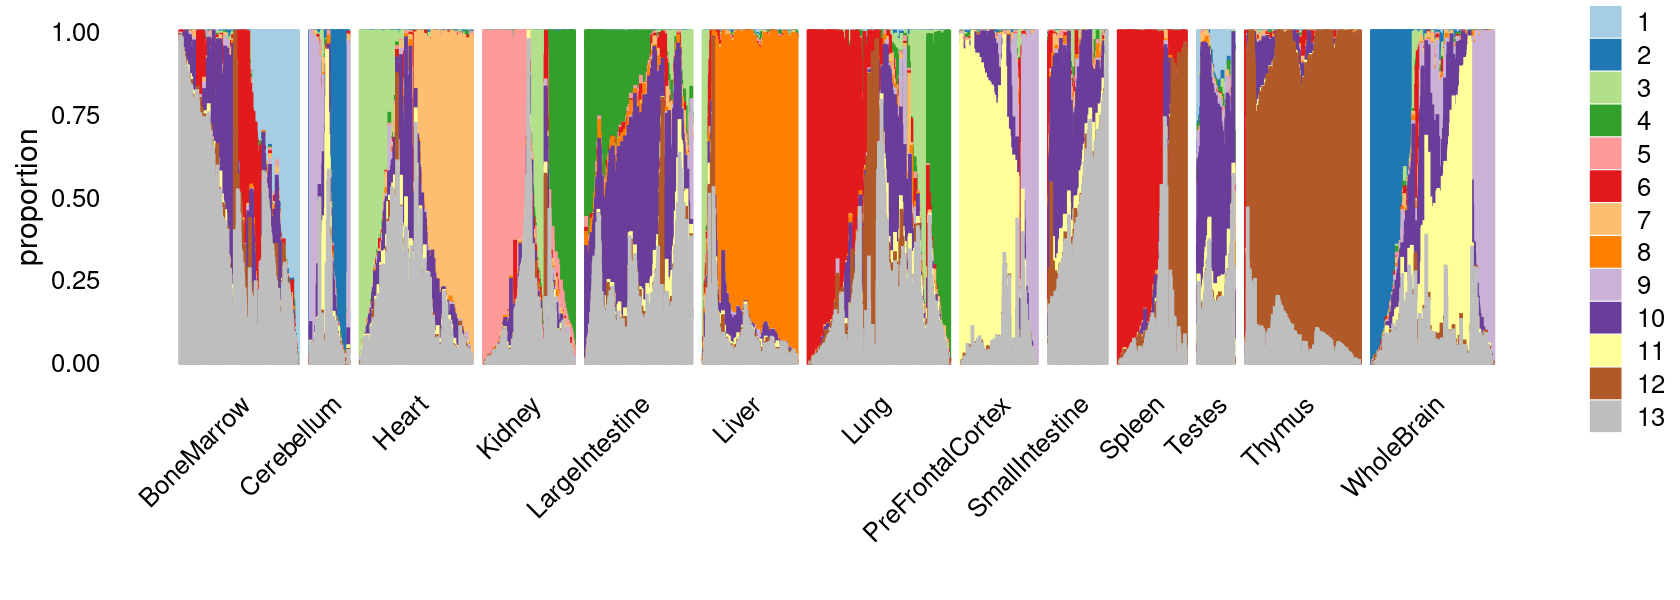 1.00
0.75
0.50
0.25
0.00
proportion
BoneMarrow
Cerebellum
Heart
Kidney
LargeIntestine
Liver
Lung
PreFrontalCortex
SmallIntestine
Spleen
Testes
Thymus
WholeBrain
1
2
3
4
5
6
7
8
9
10
11
12
13